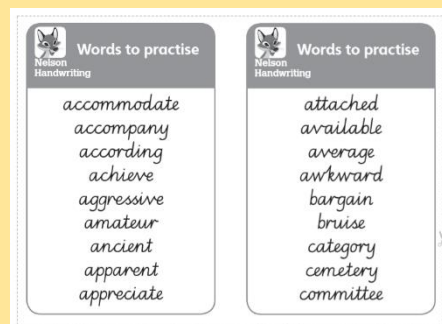 Words to practise
Nelson
Handwriting
accommodate
accompany
according
achieve
aggressive
amateur
ancient
apparent
appreciate
Words to practise
Nelson
Handwriting
attached
available
average
awkward
bargain
bruise
category
cemetery
committee